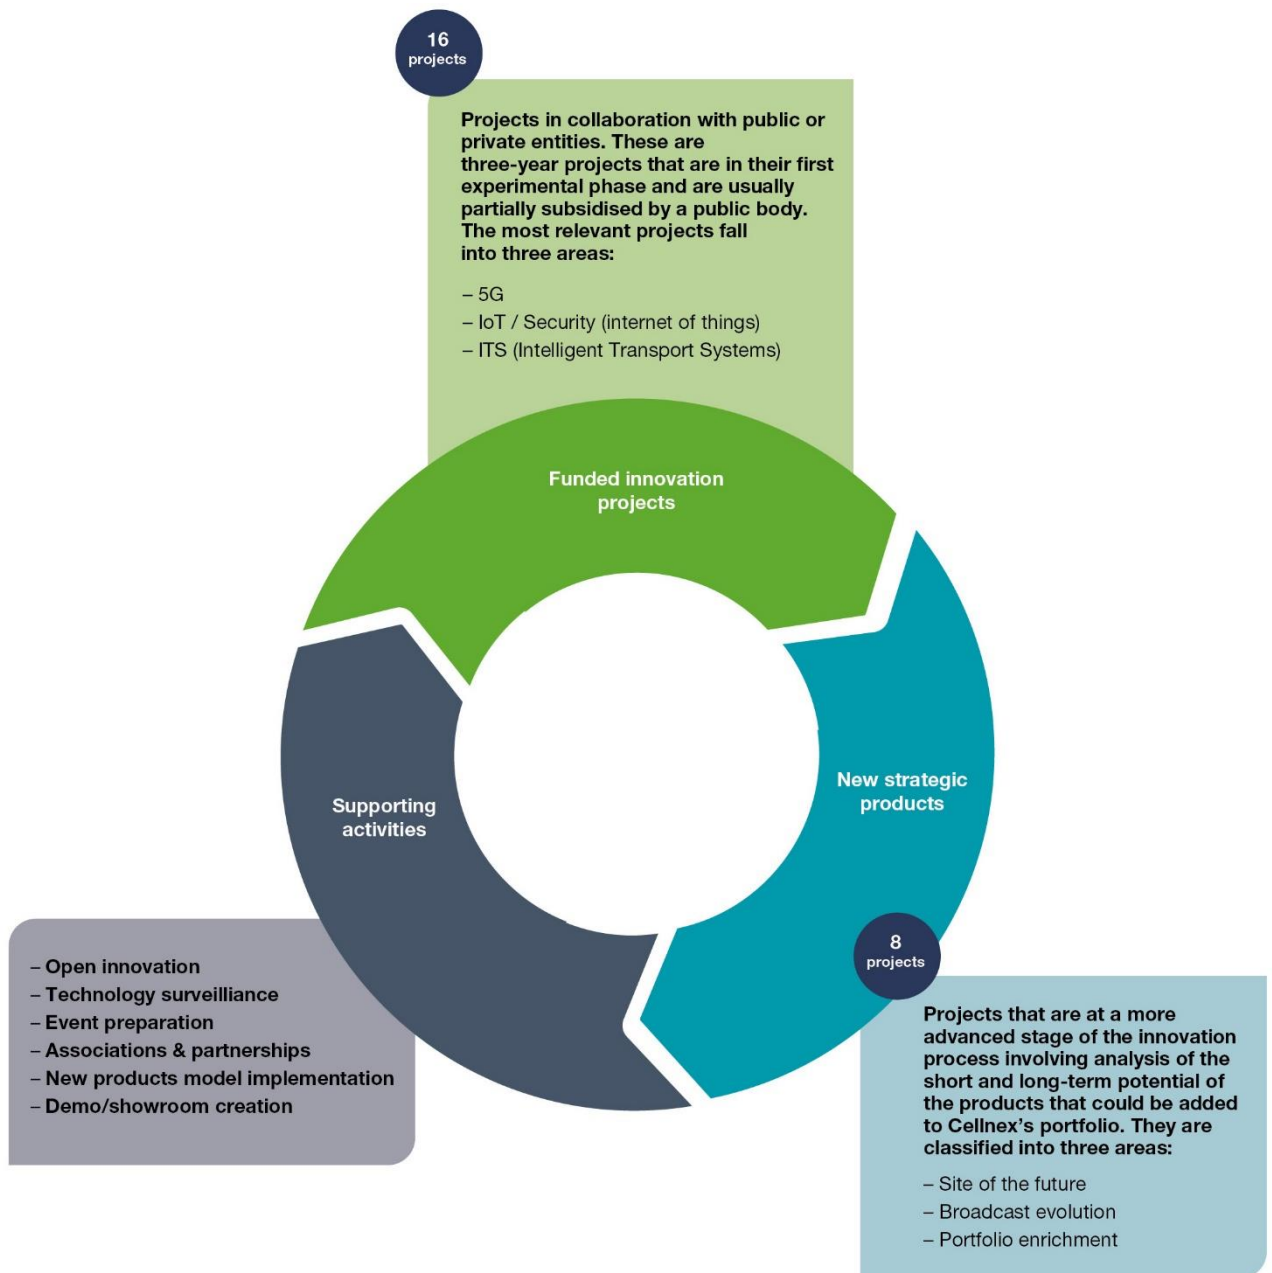 16
projects
Projects in collaboration with public or
private entities. These are
three-year projects that are in their first
experimental phase and are usually
partially subsidised by a public body.
The most relevant projects fall
into three areas:
– 5G
– IoT / Security (internet of things)
– ITS (Intelligent Transport Systems)
Funded innovation
projects
New strategic
products
Supporting
activities
8
projects
Projects that are at a more
advanced stage of the innovation
process involving analysis of the
short and long-term potential of
the products that could be added
to Cellnex’s portfolio. They are
classified into three areas:
– Site of the future
– Broadcast evolution
– Portfolio enrichment
– Open innovation
– Technology surveilliance
– Event preparation
– Associations & partnerships
– New products model implementation
– Demo/showroom creation